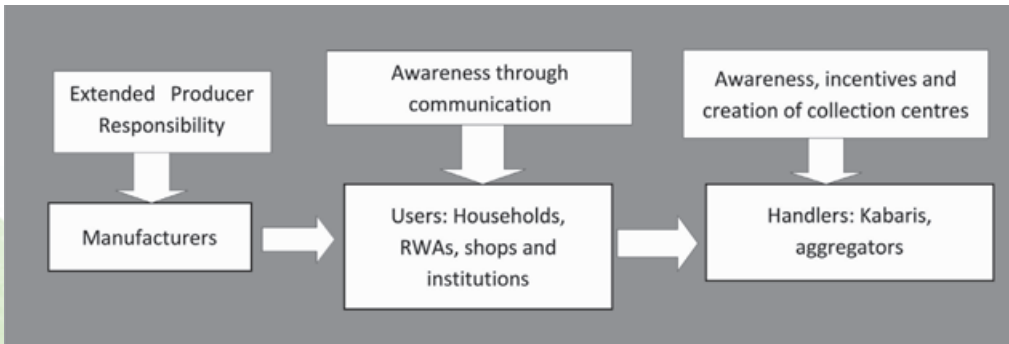 Extended Producer
Responsibility
Awareness through
communication
Awareness, incentives and
creation of collection centres
Manufacturers
Users: Households,
RWAs, shops and
institutions
Handlers: Kabaris,
aggregators